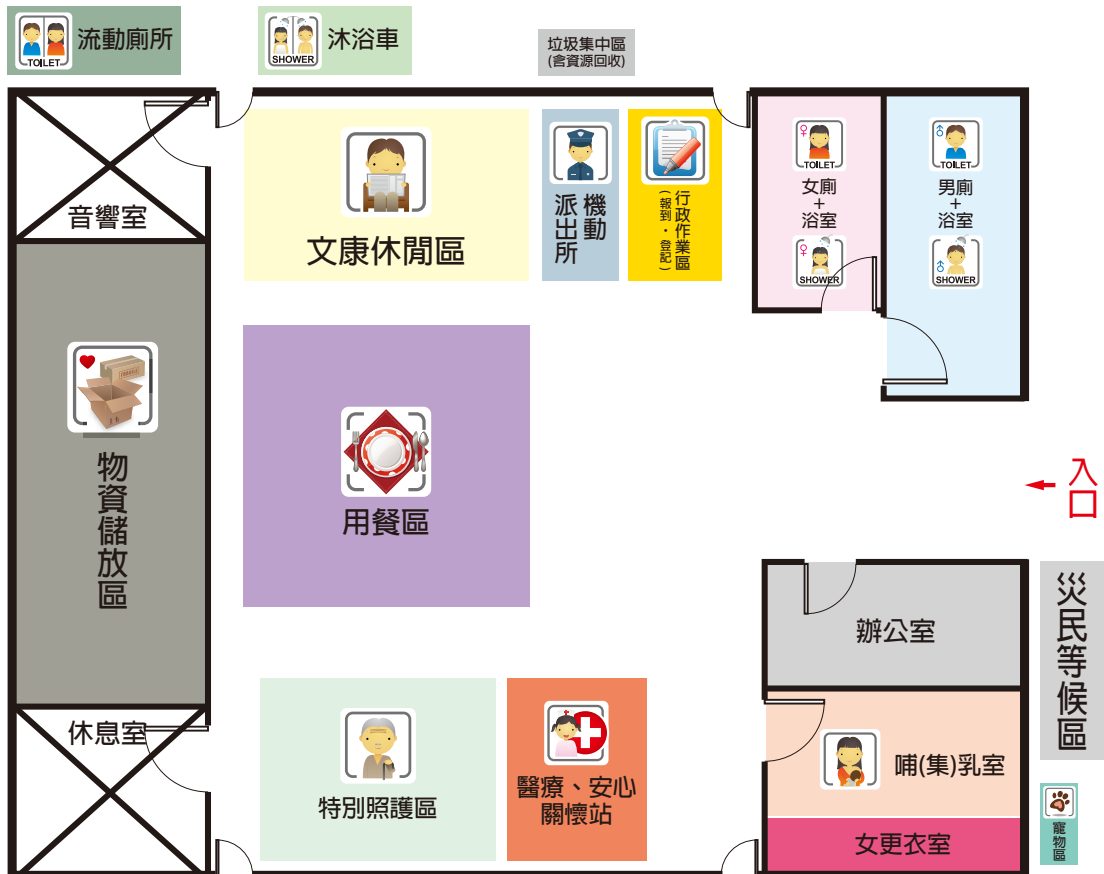 TOILET
流動廁所
SHOWER
沐浴車
垃圾集中區
(含資源回收)
音響室
文康休閒區
機動
派出所
行政作業區
(報到・登記)
TOILET
女廁
+
浴室
SHOWER
TOILET
男廁
+
浴室
SHOWER
物資儲放區
用餐區
入口
災民等候區
辦公室
休息室
特別照護區
醫療、安心
關懷站
哺(集)乳室
女更衣室
寵物區